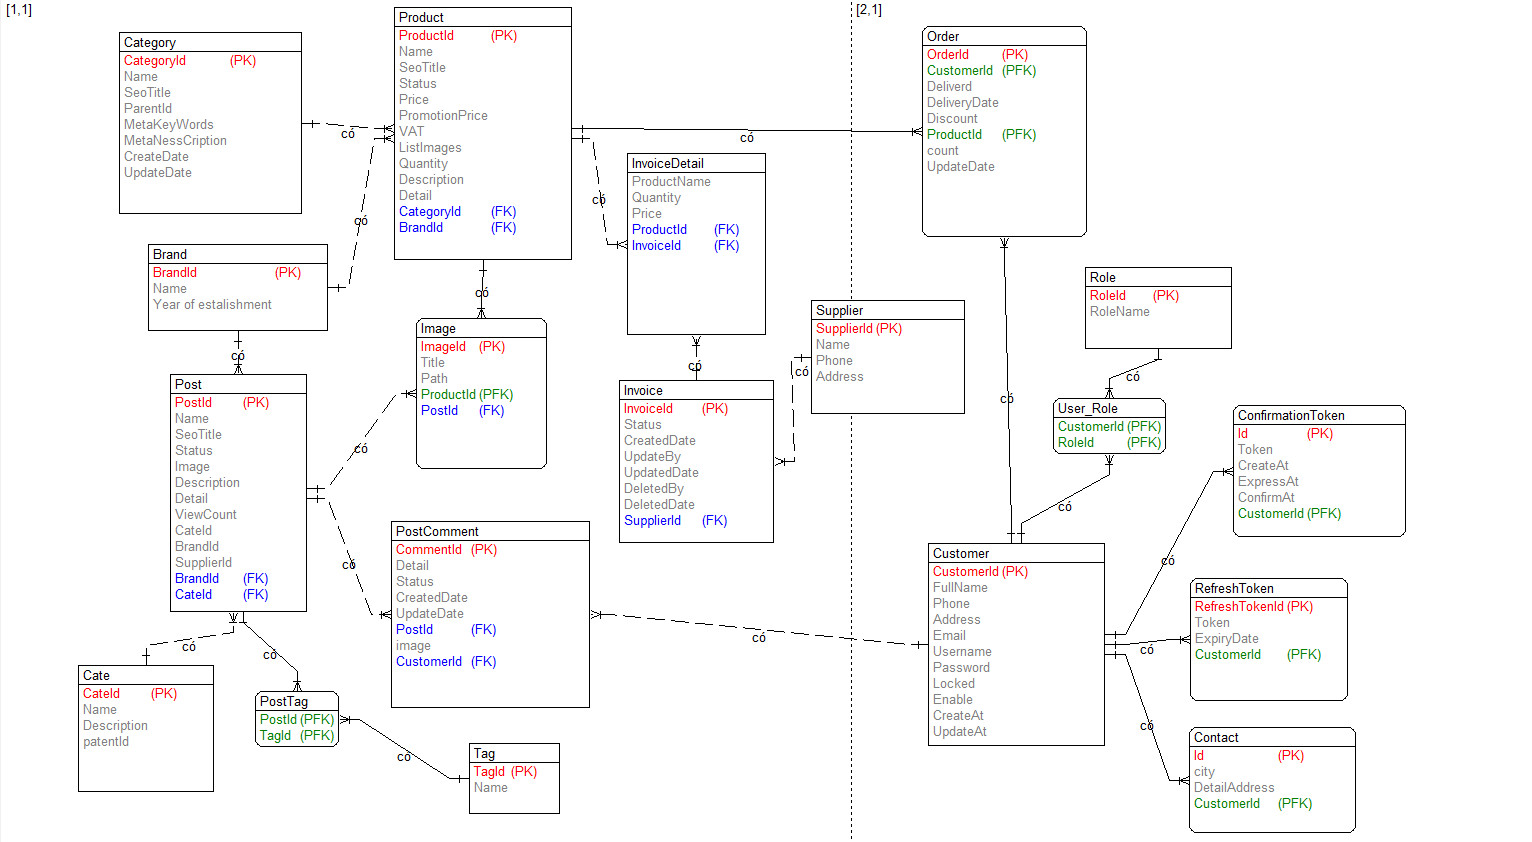 [1,1]
[2,1]
Category
CategoryId (PK)
Name
SeoTitle
ParentId
MetaKeyWords
MetaNessCription
CreateDate
UpdateDate
có
Product
ProductId (PK)
Name
SeoTitle
Status
Price
PromotionPrice
VAT
ListImages
Quantity
Description
Detail
CategoryId (FK)
BrandId (FK)
có
Order
OrderId (PK)
CustomerId (PFK)
Deliverd
DeliveryDate
Discount
ProductId (PFK)
count
UpdateDate
InvoiceDetail
ProductName
Quantity
Price
ProductId (FK)
InvoiceId (FK)
có
có
Brand
BrandId (PK)
Name
Year of estalishment
có
có
Image
ImageId (PK)
Title
Path
ProductId (PFK)
PostId (FK)
có
Supplier
SupplierId (PK)
Name
Phone
Address
có
có
Role
RoleId (PK)
RoleName
có
Post
PostId (PK)
Name
SeoTitle
Status
Image
Description
Detail
ViewCount
CateId
BrandId
SupplierId
BrandId (FK)
CateId (FK)
Invoice
InvoiceId (PK)
Status
CreatedDate
UpdateBy
UpdatedDate
DeletedBy
DeletedDate
SupplierId (FK)
có
User_Role
CustomerId (PFK)
RoleId (PFK)
có
ConfirmationToken
Id (PK)
Token
CreateAt
ExpressAt
ConfirmAt
CustomerId (PFK)
có
PostComment
CommentId (PK)
Detail
Status
CreatedDate
UpdateDate
PostId (FK)
image
CustomerId (FK)
có
có
Customer
CustomerId (PK)
FullName
Phone
Address
Email
Username
Password
Locked
Enable
CreateAt
UpdateAt
có
RefreshToken
RefreshTokenId (PK)
Token
ExpiryDate
CustomerId (PFK)
có
có
có
Cate
CateId (PK)
Name
Description
patentId
có
PostTag
PostId (PFK)
TagId (PFK)
có
Tag
TagId (PK)
Name
Contact
Id (PK)
city
DetailAddress
CustomerId (PFK)